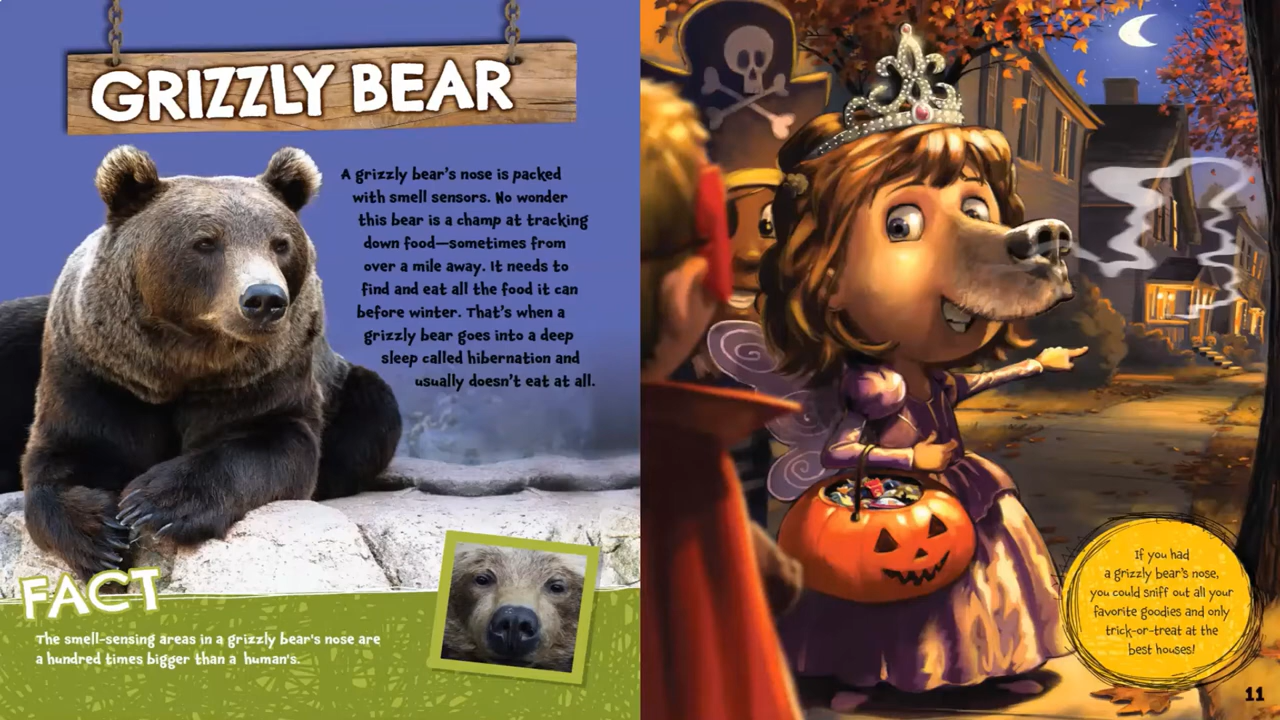 GRIZZLY BEAR
A grizzly bear's nose is packed
with smell sensors. No wonder
this bear is a champ at tracking
down food—sometimes from
over a mile away. It needs to
find and eat all the food it can
before winter. That's when a
grizzly bear goes into a deep
sleep called hibernation and
usually doesn't eat at all.
FACT
The smell-sensing areas in a grizzly bear's nose are
a hundred times bigger than a human's.
If you had
a grizzly bear's nose,
you could sniff out all your
favorite goodies and only
trick-or-treat at the
best houses!
11